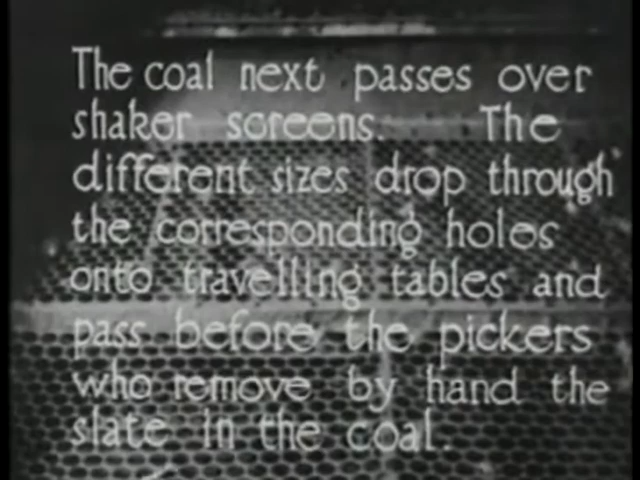 The coal next passes over
shaker screens. The
different sizes drop through
the corresponding holes
onto travelling tables and
pass before the pickers
who remove by hand the
slate in the coal.